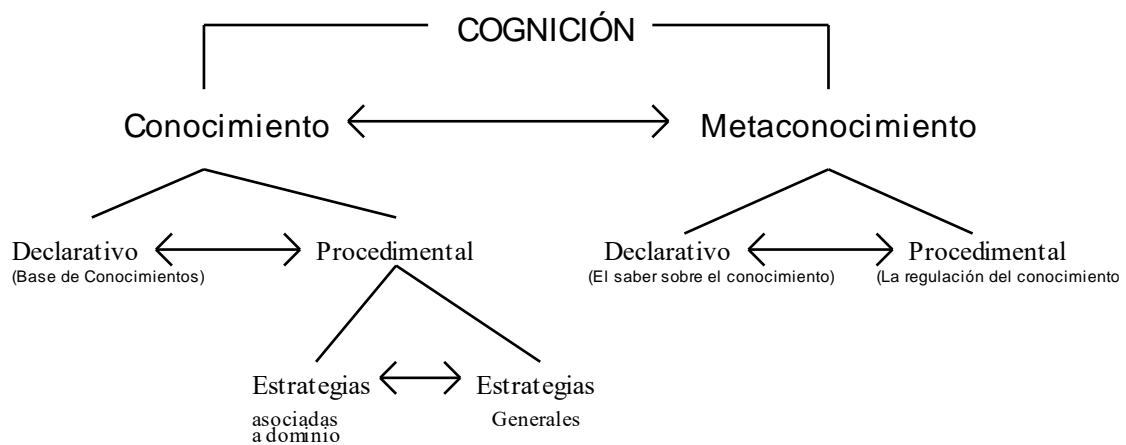 COGNICIÓN
Conocimiento
Metaconocimiento
Declarativo
(Base de Conocimientos)
Procedimental
Declarativo
(El saber sobre el conocimiento)
Procedimental
(La regulación del conocimiento
Estrategias
asociadas
a dominio
Estrategias
Generales